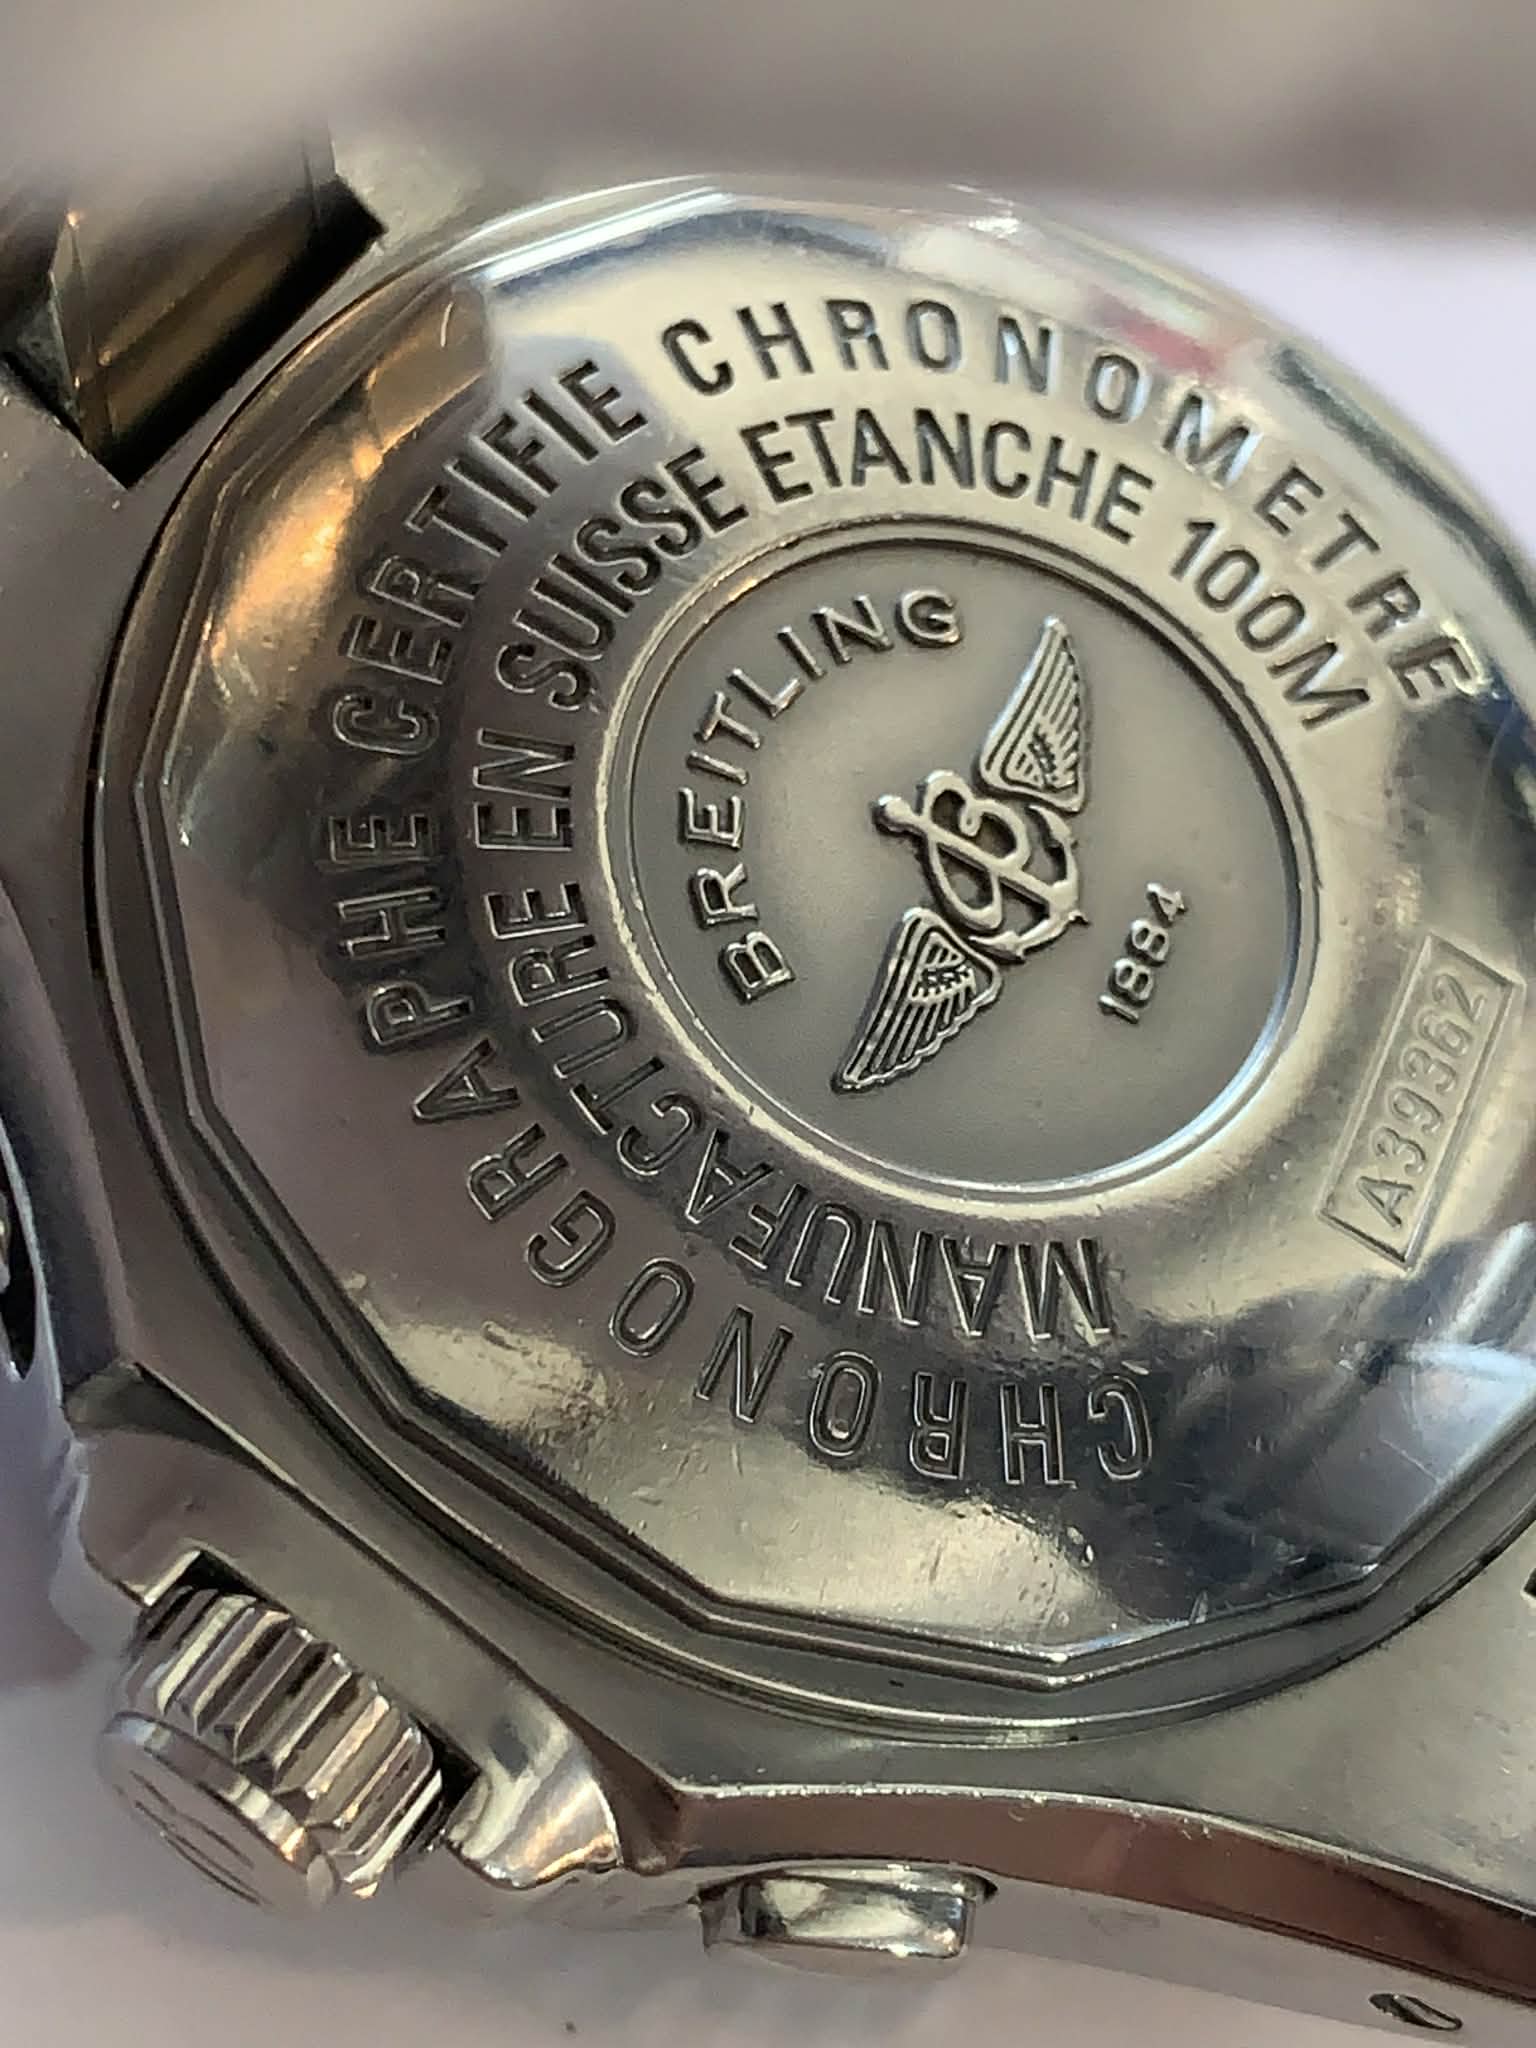 CHRONOGRAPHE CERTIFIE CHRONOMETRE
MANUFACTURE EN SUISSE ETANCHE 100M
BREITLING
1884
A39362